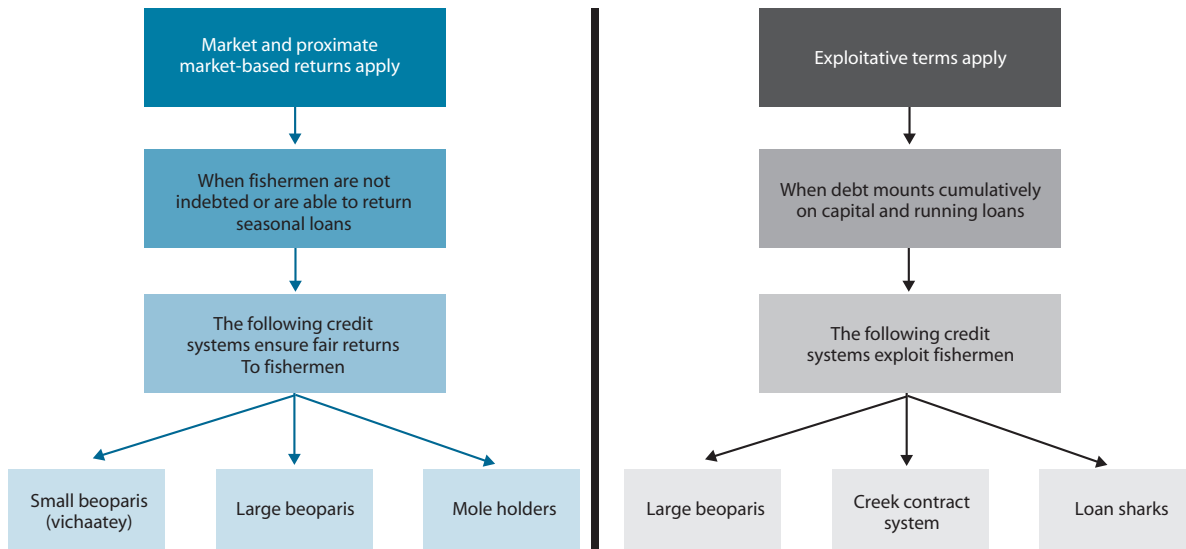 Market and proximate
market-based returns apply
When fishermen are not
indebted or are able to return
seasonal loans
The following credit
systems ensure fair returns
To fishermen
Small beoparis
(vichaatey)
Large beoparis
Mole holders
Exploitative terms apply
When debt mounts cumulatively
on capital and running loans
The following credit
systems exploit fishermen
Large beoparis
Creek contract
system
Loan sharks